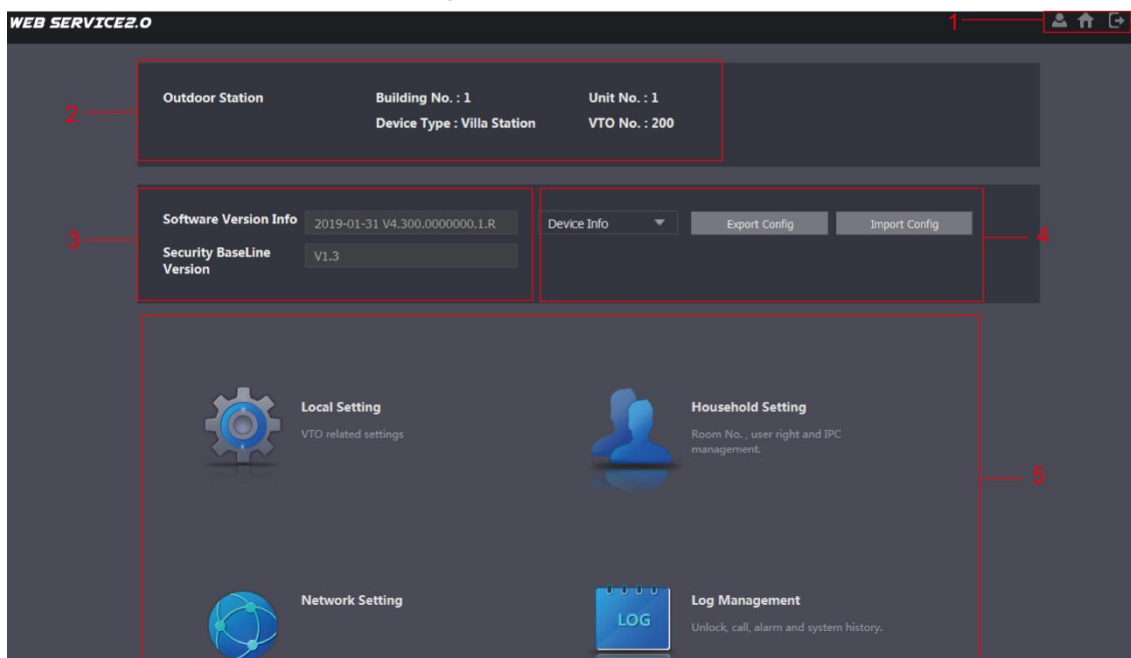 WEB SERVICE2.0
1
2
Outdoor Station
Building No. : 1
Unit No. : 1
Device Type : Villa Station
VTO No. : 200
3
Software Version Info
2019-01-31 V4.300.0000000.1.R
Security BaseLine
Version
V1.3
Device Info
Export Config
Import Config
4
Local Setting
VTO related settings
Household Setting
Room No. , user right and IPC
management.
5
Network Setting
LOG
Log Management
Unlock, call, alarm and system history.